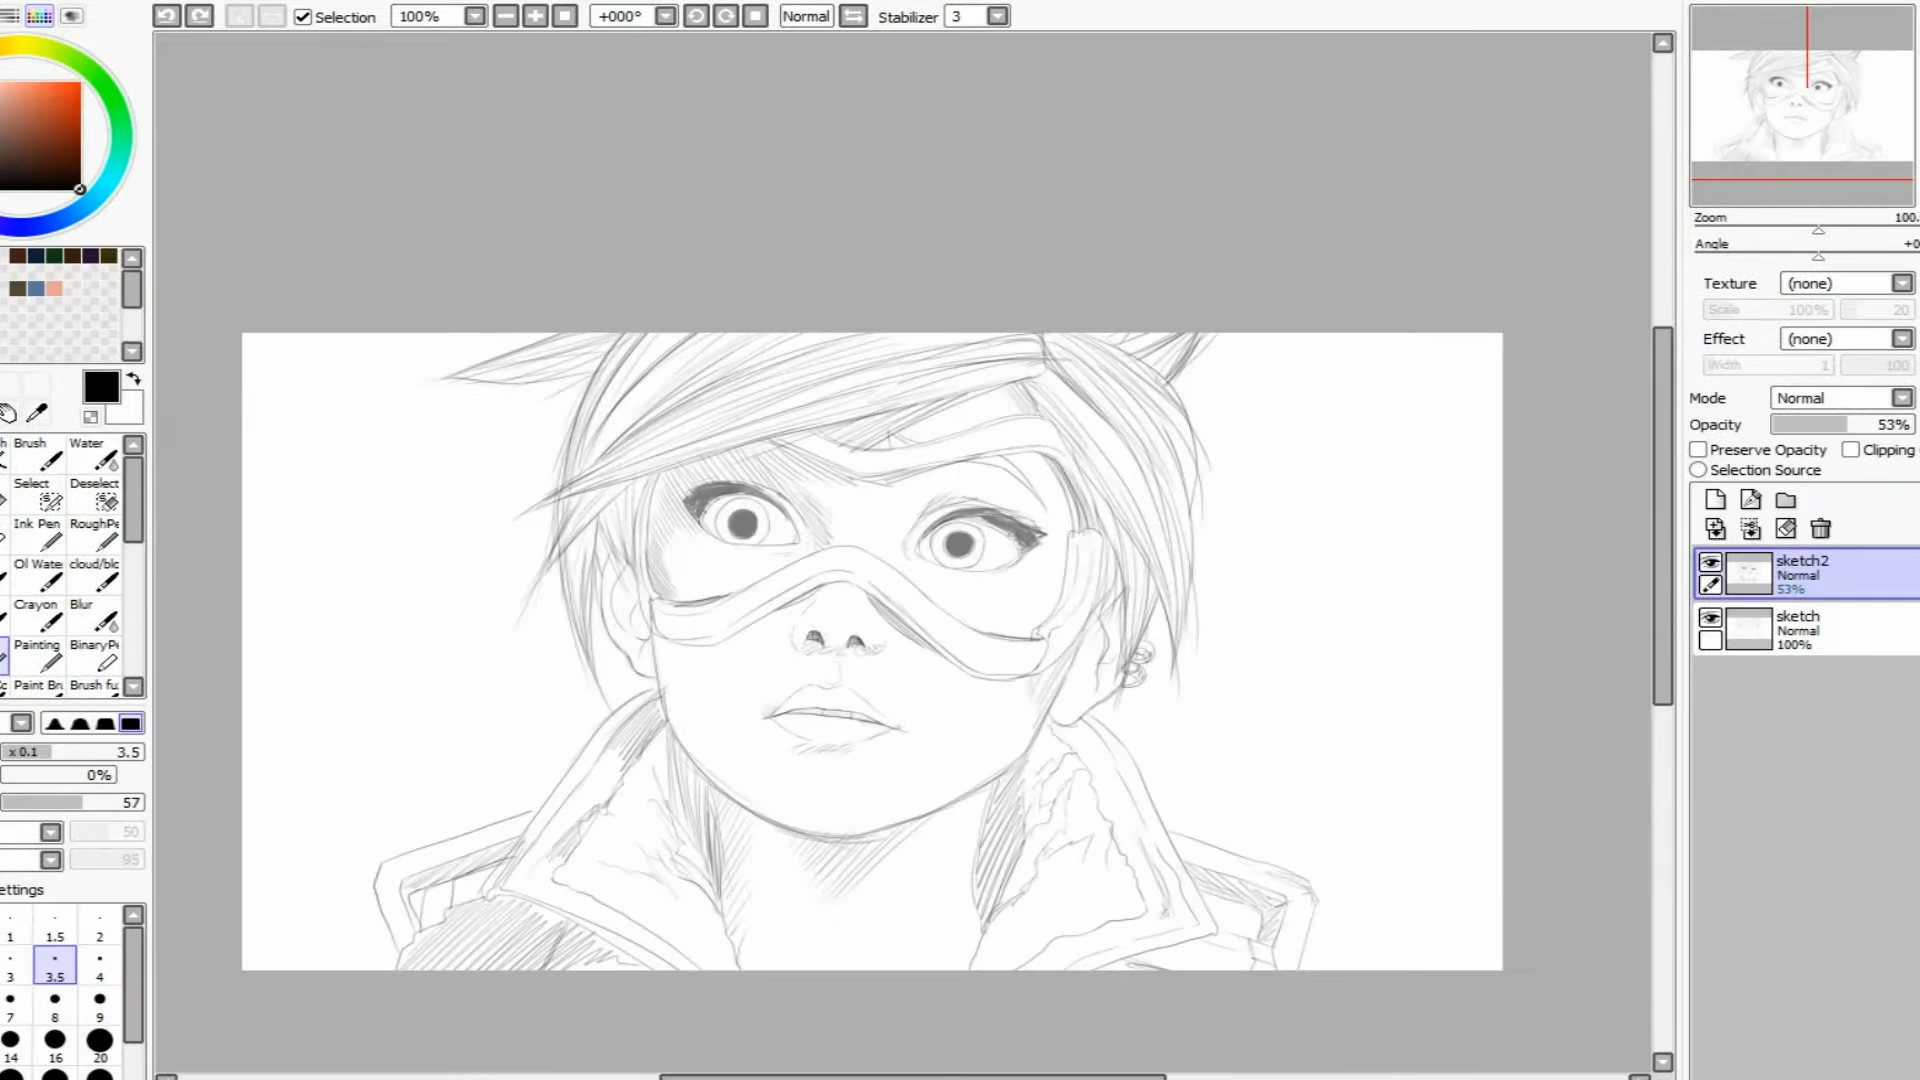 Selection 100% +000° Normal Stabilizer 3
Zoom 100.
Angle +0
Texture (none)
Scale 100% 20
Effect (none)
Width 1 100
Mode Normal
Opacity 53%
Preserve Opacity Clipping
Selection Source
sketch2
Normal
53%
sketch
Normal
100%
Brush Water
Select Deselect
Ink Pen RoughPe
Oil Wate cloud/blc
Crayon Blur
Painting BinaryPe
Paint Bru Brush fu
x 0.1 3.5
0%
57
50
95
ettings
1 1.5 2
3 3.5 4
7 8 9
14 16 20